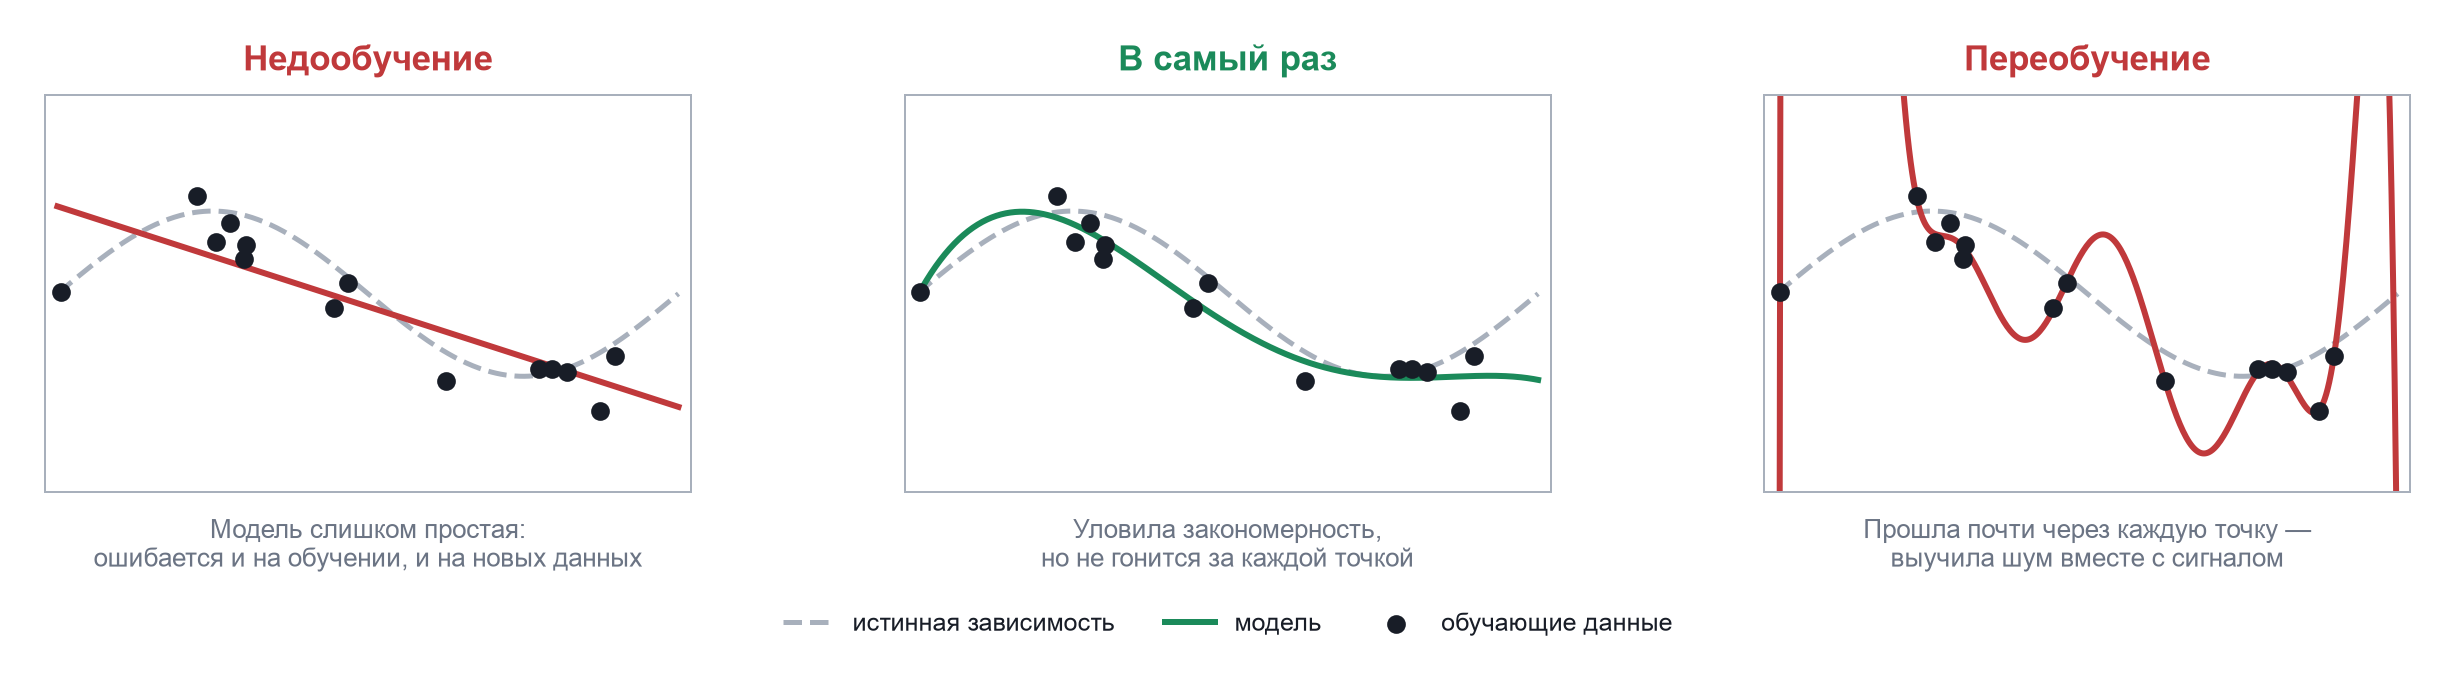 Недообучение
В самый раз
Переобучение
Модель слишком простая:
ошибается и на обучении, и на новых данных
Уловила закономерность,
но не гонится за каждой точкой
Прошла почти через каждую точку —
выучила шум вместе с сигналом
истинная зависимость
модель
обучающие данные